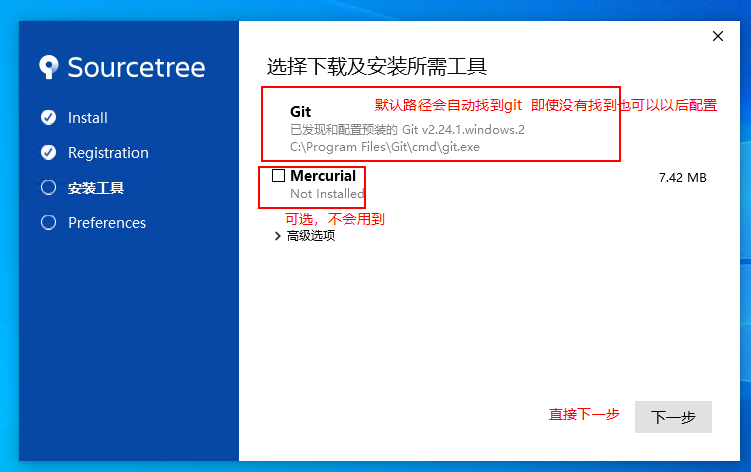 Sourcetree
Install
Registration
安装工具
Preferences
选择下载及安装所需工具
默认路径会自动找到git 即使没有找到也可以以后配置
Git
已发现和配置预装的 Git v2.24.1.windows.2
C:\Program Files\Git\cmd\git.exe
Mercurial
7.42 MB
Not Installed
可选，不会用到
高级选项
直接下一步
下一步